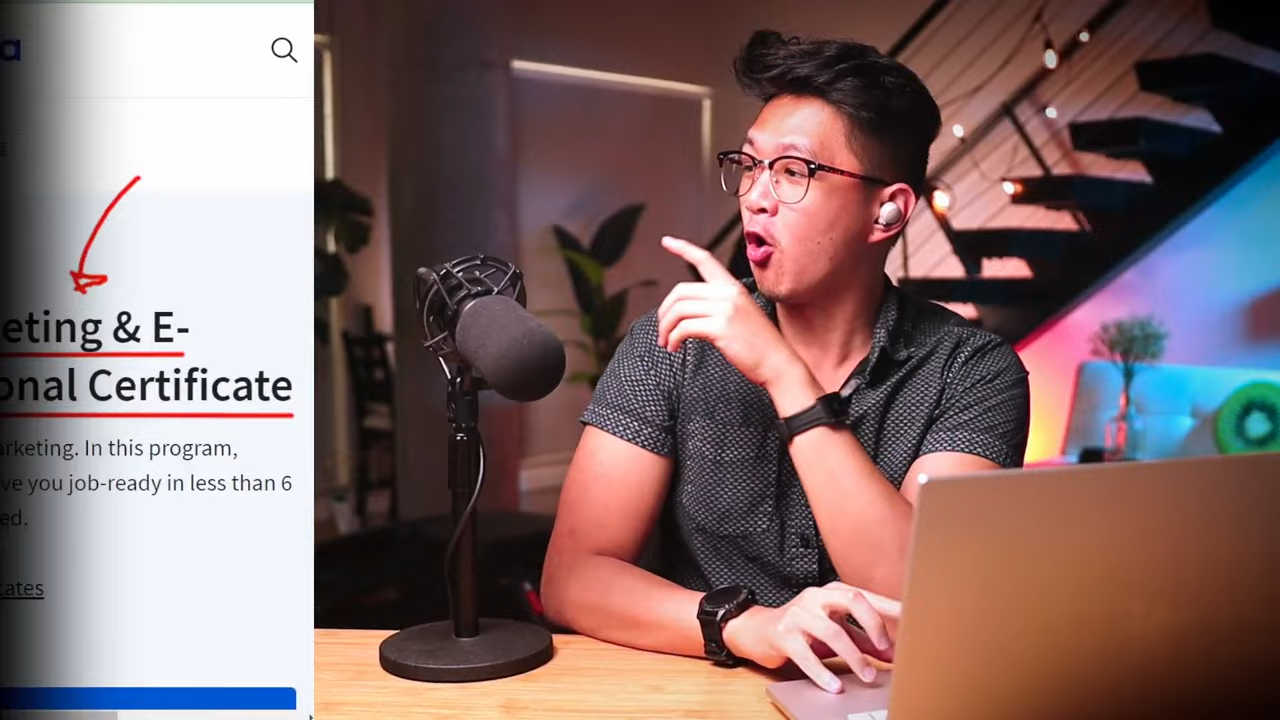 a
eting & E-
onal Certificate
arketing. In this program,
ve you job-ready in less than 6
ed.
cates